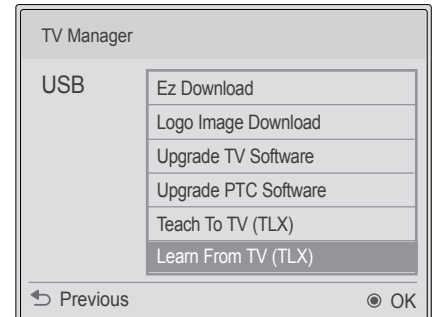 TV Manager
USB
Ez Download
Logo Image Download
Upgrade TV Software
Upgrade PTC Software
Teach To TV (TLX)
Learn From TV (TLX)
Previous
OK